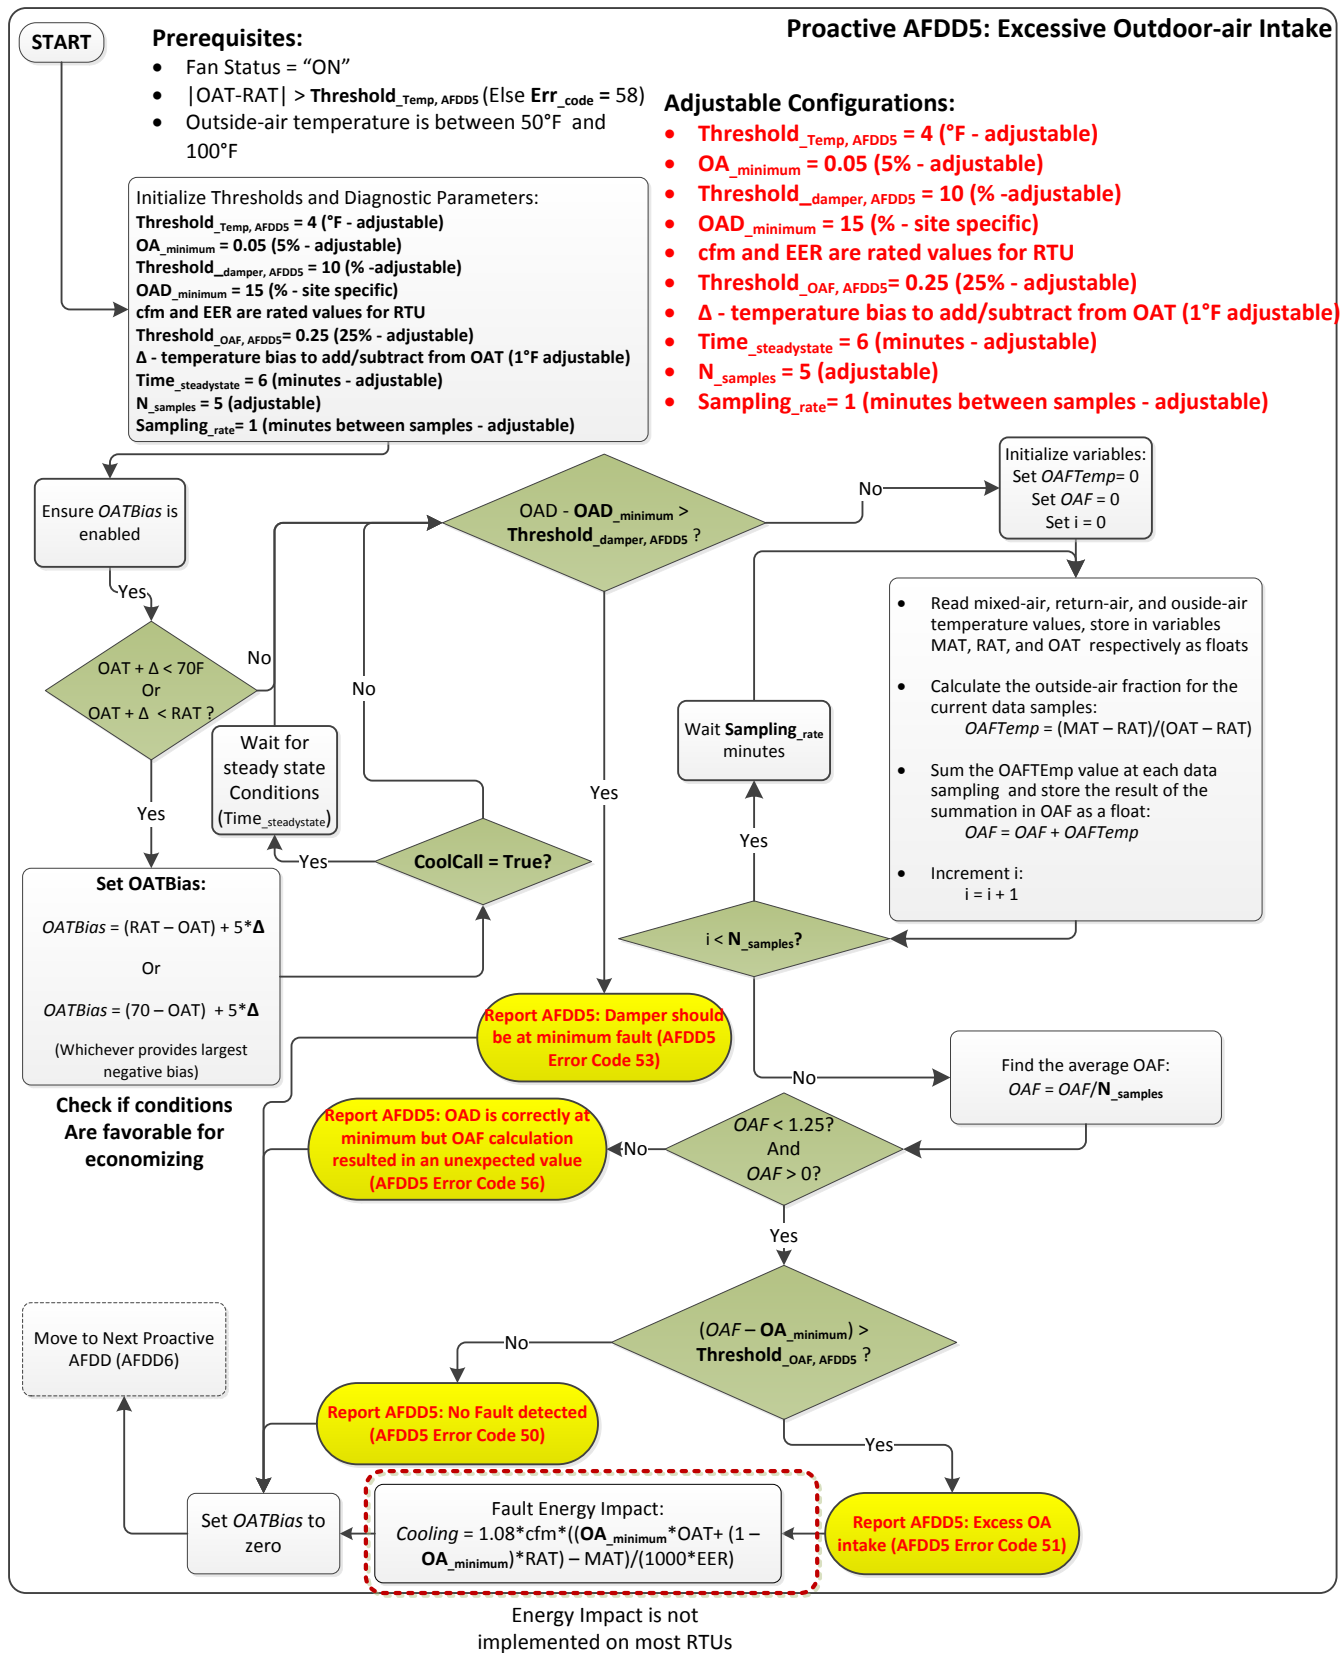 Proactive AFDD5: Excessive Outdoor-air Intake
START
Prerequisites:
• Fan Status = “ON”
• |OAT-RAT| > Threshold_Temp, AFDD5 (Else Err_code = 58)
• Outside-air temperature is between 50°F and
100°F
Adjustable Configurations:
• Threshold_Temp, AFDD5 = 4 (°F - adjustable)
• OA_minimum = 0.05 (5% - adjustable)
• Threshold_damper, AFDD5 = 10 (% -adjustable)
• OAD_minimum = 15 (% - site specific)
• cfm and EER are rated values for RTU
• Threshold_OAF, AFDD5= 0.25 (25% - adjustable)
• Δ - temperature bias to add/subtract from OAT (1°F adjustable)
• Time_steadystate = 6 (minutes - adjustable)
• N_samples = 5 (adjustable)
• Sampling_rate= 1 (minutes between samples - adjustable)
Initialize Thresholds and Diagnostic Parameters:
Threshold_Temp, AFDD5 = 4 (°F - adjustable)
OA_minimum = 0.05 (5% - adjustable)
Threshold_damper, AFDD5 = 10 (% -adjustable)
OAD_minimum = 15 (% - site specific)
cfm and EER are rated values for RTU
Threshold_OAF, AFDD5= 0.25 (25% - adjustable)
Δ - temperature bias to add/subtract from OAT (1°F adjustable)
Time_steadystate = 6 (minutes - adjustable)
N_samples = 5 (adjustable)
Sampling_rate= 1 (minutes between samples - adjustable)
Ensure OATBias is
enabled
Yes
OAT + Δ < 70F
Or
OAT + Δ < RAT ?
No
Yes
Set OATBias:
OATBias = (RAT – OAT) + 5*Δ
Or
OATBias = (70 – OAT) + 5*Δ
(Whichever provides largest
negative bias)
Check if conditions
Are favorable for
economizing
Wait for
steady state
Conditions
(Time_steadystate)
Yes
CoolCall = True?
No
OAD - OAD_minimum >
Threshold_damper, AFDD5 ?
No
Yes
Initialize variables:
Set OAFTemp= 0
Set OAF = 0
Set i = 0
• Read mixed-air, return-air, and ouside-air
temperature values, store in variables
MAT, RAT, and OAT respectively as floats
• Calculate the outside-air fraction for the
current data samples:
OAFTemp = (MAT – RAT)/(OAT – RAT)
• Sum the OAFTEmp value at each data
sampling and store the result of the
summation in OAF as a float:
OAF = OAF + OAFTemp
• Increment i:
i = i + 1
Wait Sampling_rate
minutes
Yes
i < N_samples?
No
Find the average OAF:
OAF = OAF/N_samples
Report AFDD5: Damper should
be at minimum fault (AFDD5
Error Code 53)
OAF < 1.25?
And
OAF > 0?
No
Report AFDD5: OAD is correctly at
minimum but OAF calculation
resulted in an unexpected value
(AFDD5 Error Code 56)
Yes
(OAF – OA_minimum) >
Threshold_OAF, AFDD5 ?
No
Report AFDD5: No Fault detected
(AFDD5 Error Code 50)
Yes
Report AFDD5: Excess OA
intake (AFDD5 Error Code 51)
Fault Energy Impact:
Cooling = 1.08*cfm*((OA_minimum*OAT+ (1 –
OA_minimum)*RAT) – MAT)/(1000*EER)
Energy Impact is not
implemented on most RTUs
Set OATBias to
zero
Move to Next Proactive
AFDD (AFDD6)